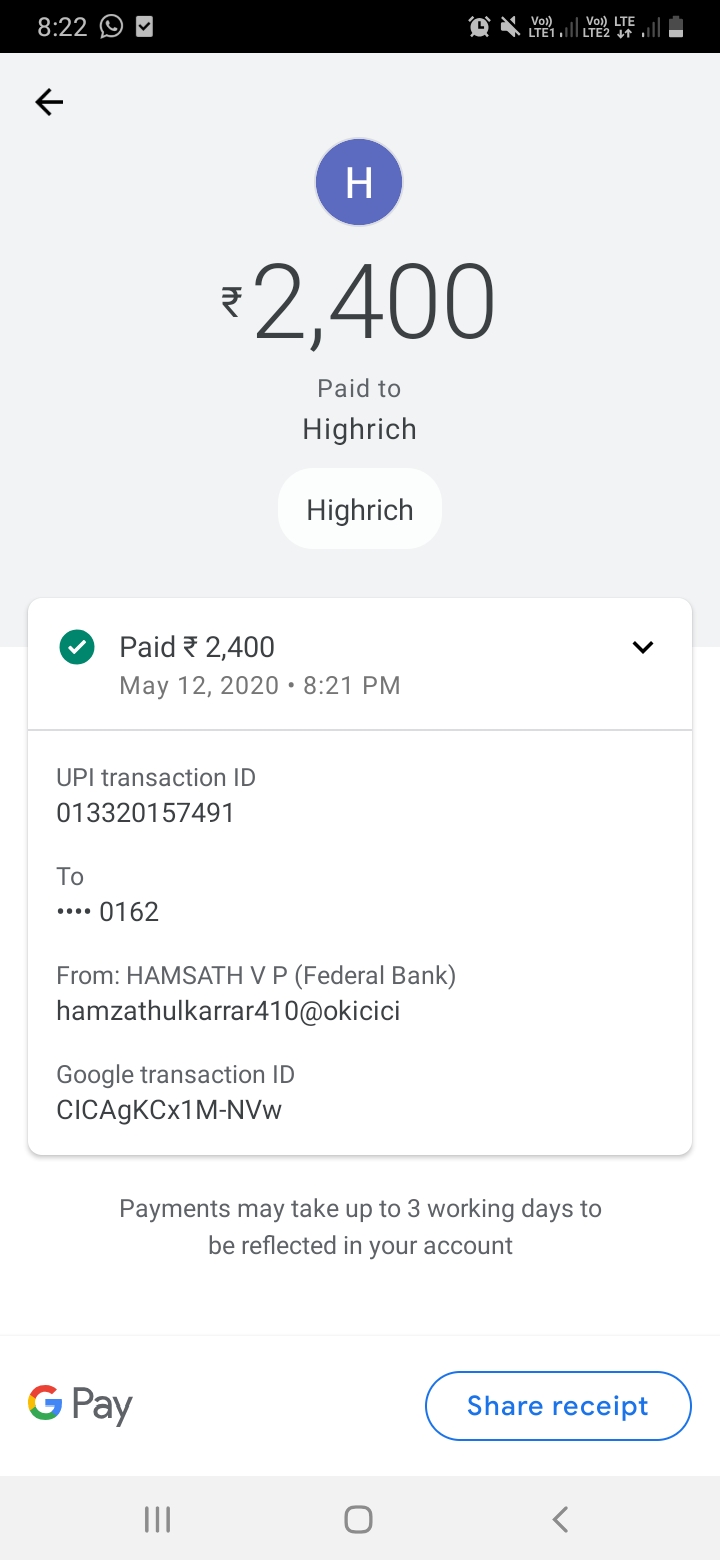 8:22
Vo)) LTE1 Vo)) LTE2 LTE
H
₹2,400
Paid to
Highrich
Highrich
Paid ₹ 2,400
May 12, 2020 • 8:21 PM
UPI transaction ID
013320157491
To
•••• 0162
From: HAMSATH V P (Federal Bank)
hamzathulkarrar410@okicici
Google transaction ID
CICAgKCx1M-NVw
Payments may take up to 3 working days to
be reflected in your account
G Pay
Share receipt